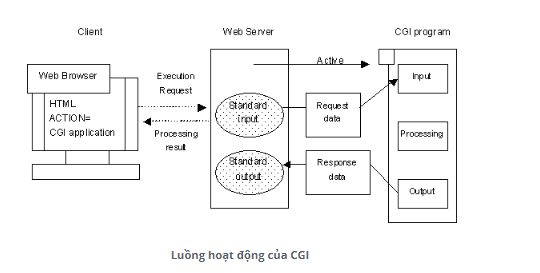 Client
Web Server
CGI program
Web Browser
HTML
ACTION=
CGI application
Execution
Request
Processing
result
Active
Standard
input
Standard
output
Request
data
Response
data
Input
Processing
Output
Luồng hoạt động của CGI